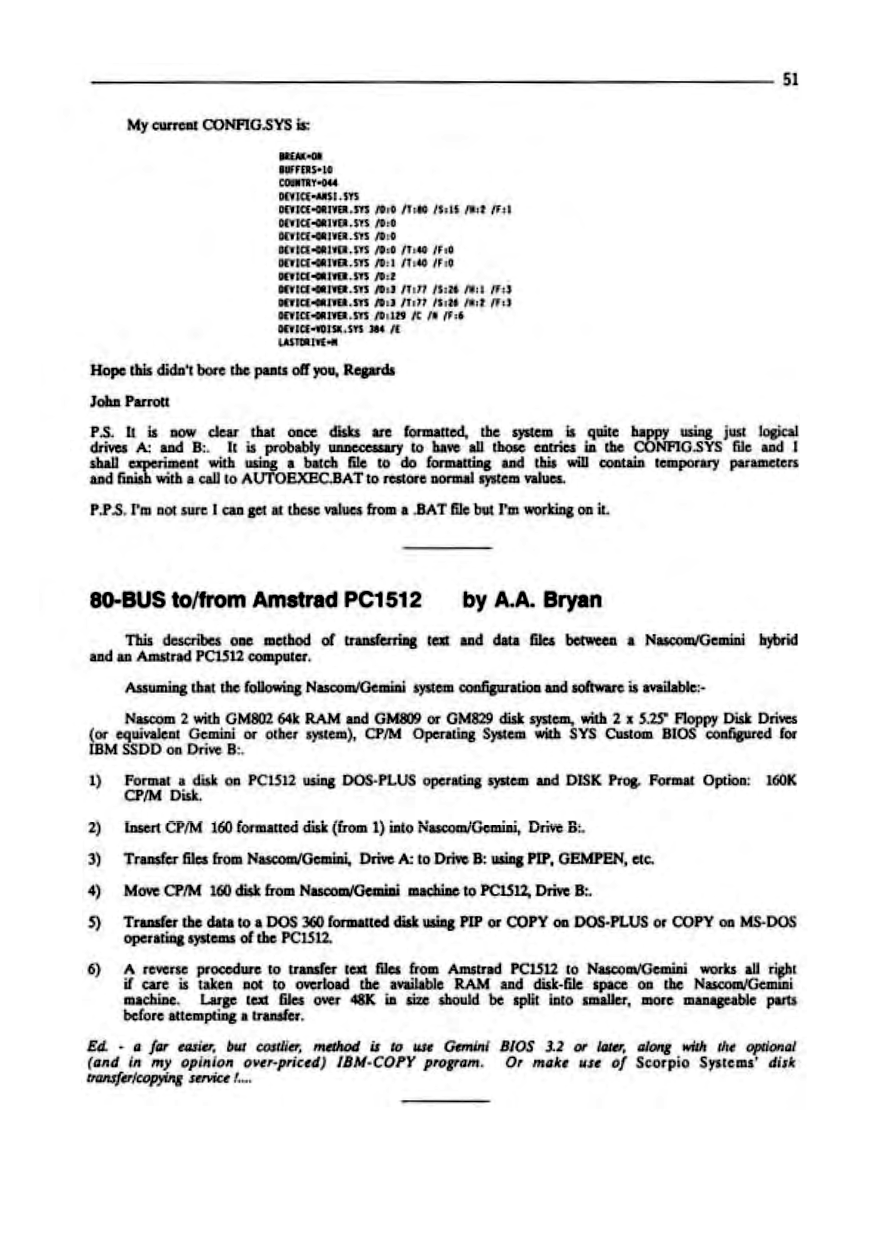 51
My current CONFIG.SYS is:
BREAK=ON
BUFFERS=10
COUNTRY=044
DEVICE=ANSI.SYS
DEVICE=DRIVER.SYS /D:0 /T:80 /S:15 /H:2 /F:1
DEVICE=DRIVER.SYS /D:0
DEVICE=DRIVER.SYS /D:0
DEVICE=DRIVER.SYS /D:0 /T:40 /F:0
DEVICE=DRIVER.SYS /D:1 /T:40 /F:0
DEVICE=DRIVER.SYS /D:2
DEVICE=DRIVER.SYS /D:3 /T:77 /S:26 /H:1 /F:3
DEVICE=DRIVER.SYS /D:3 /T:77 /S:26 /H:2 /F:3
DEVICE=DRIVER.SYS /D:129 /C /N /F:6
DEVICE=VDISK.SYS 384 /E
LASTDRIVE=M
Hope this didn't bore the pants off you, Regards
John Parrott
P.S. It is now clear that once disks are formatted, the system is quite happy using just logical
drives A: and B:. It is probably unnecessary to have all those entries in the CONFIG.SYS file and I
shall experiment with using a batch file to do formatting and this will contain temporary parameters
and finish with a call to AUTOEXEC.BAT to restore normal system values.
P.P.S. I'm not sure I can get at these values from a .BAT file but I'm working on it.
80-BUS to/from Amstrad PC1512 by A.A. Bryan
This describes one method of transferring text and data files between a Nascom/Gemini hybrid
and an Amstrad PC1512 computer.
Assuming that the following Nascom/Gemini system configuration and software is available:-
Nascom 2 with GM802 64k RAM and GM809 or GM829 disk system, with 2 x 5.25" Floppy Disk Drives
(or equivalent Gemini or other system), CP/M Operating System with SYS Custom BIOS configured for
IBM SSDD on Drive B:.
1) Format a disk on PC1512 using DOS-PLUS operating system and DISK Prog. Format Option: 160K
CP/M Disk.
2) Insert CP/M 160 formatted disk (from 1) into Nascom/Gemini, Drive B:.
3) Transfer files from Nascom/Gemini, Drive A: to Drive B: using PIP, GEMPEN, etc.
4) Move CP/M 160 disk from Nascom/Gemini machine to PC1512, Drive B:.
5) Transfer the data to a DOS 360 formatted disk using PIP or COPY on DOS-PLUS or COPY on MS-DOS
operating systems of the PC1512.
6) A reverse procedure to transfer text files from Amstrad PC1512 to Nascom/Gemini works all right
if care is taken not to overload the available RAM and disk-file space on the Nascom/Gemini
machine. Large text files over 48K in size should be split into smaller, more manageable parts
before attempting a transfer.
Ed. - a far easier, but costlier, method is to use Gemini BIOS 3.2 or later, along with the optional
(and in my opinion over-priced) IBM-COPY program. Or make use of Scorpio Systems' disk
transfer/copying service !....